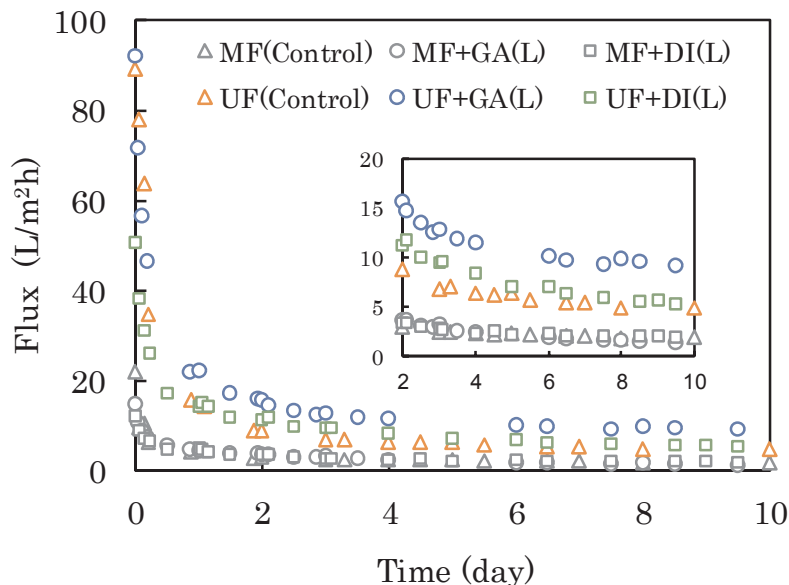 100
80
60
40
20
0
Flux (L/m²h)
MF(Control) MF+GA(L) MF+DI(L)
UF(Control) UF+GA(L) UF+DI(L)
20
15
10
5
0
2 4 6 8 10
0 2 4 6 8 10
Time (day)